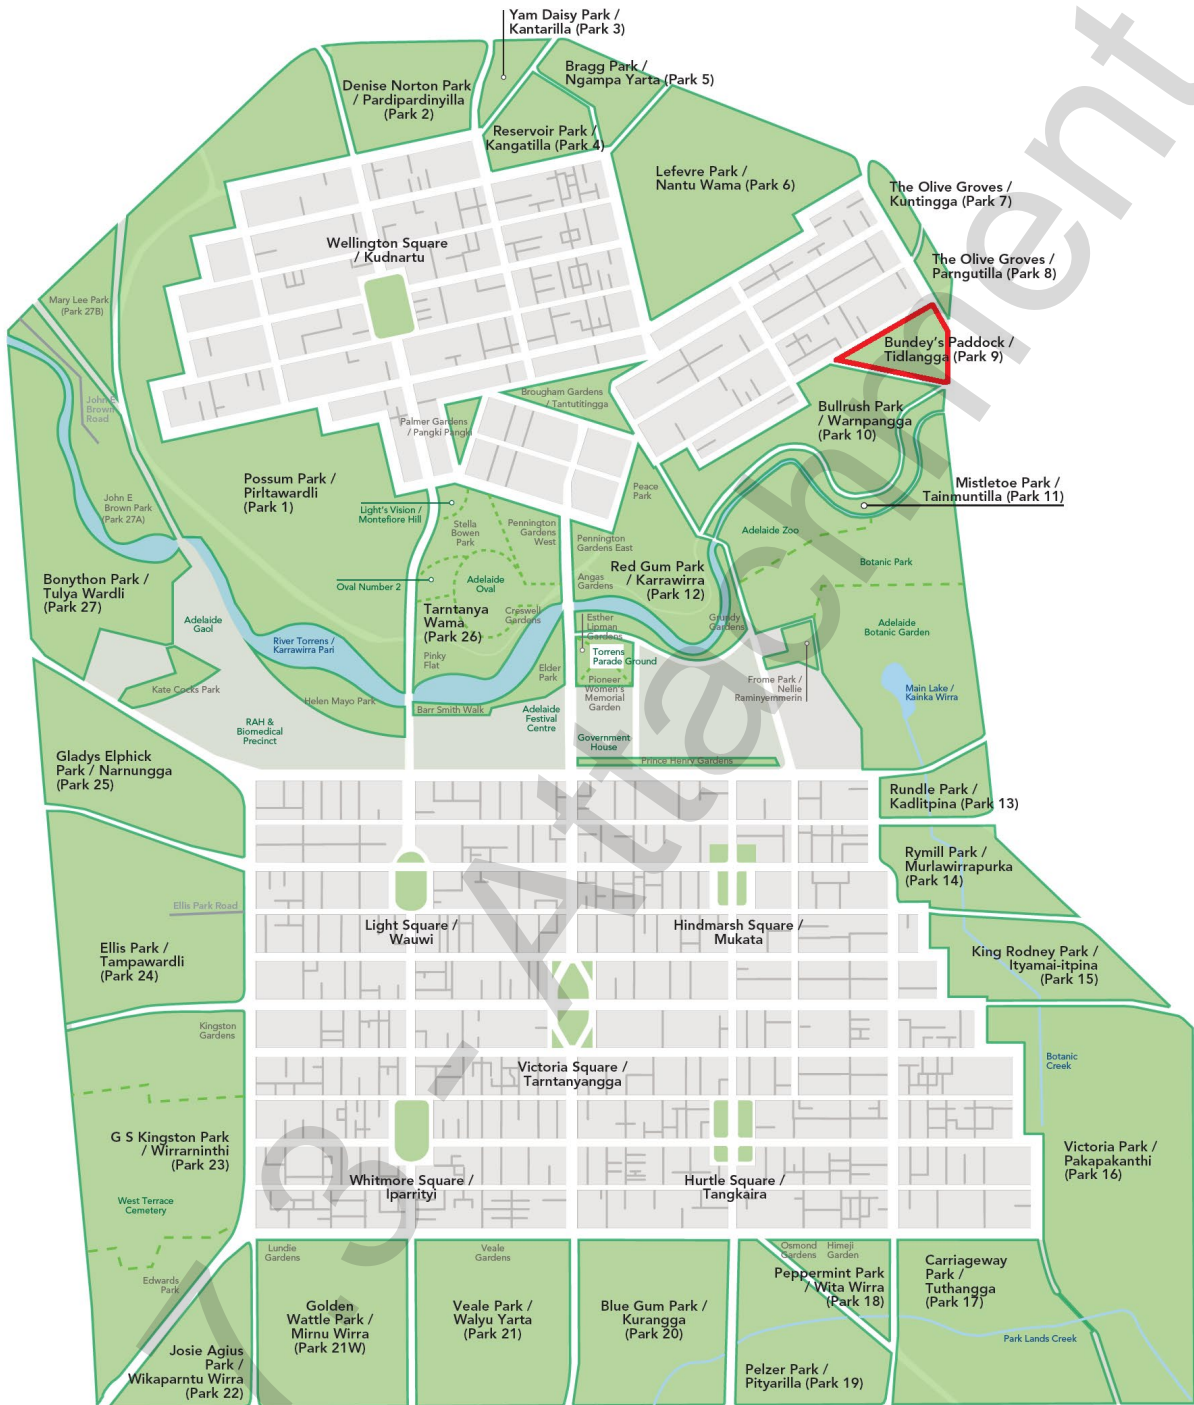 Yam Daisy Park /
Kantarilla (Park 3)
Bragg Park /
Ngampa Yarta (Park 5)
Denise Norton Park
/ Pardipardinyilla
(Park 2)
Reservoir Park /
Kangatilla (Park 4)
Lefevre Park /
Nantu Wama (Park 6)
The Olive Groves /
Kuntingga (Park 7)
The Olive Groves /
Parngutilla (Park 8)
Wellington Square
/ Kudnartu
Mary Lee Park
(Park 27B)
Bundey's Paddock /
Tidlangga (Park 9)
John E
Brown
Road
Brougham Gardens
/ Tantutitingga
Palmer Gardens
/ Pangki Pangki
Bullrush Park
/ Warnpangga
(Park 10)
Possum Park /
Pirltawardli
(Park 1)
Peace
Park
Mistletoe Park /
Tainmuntilla (Park 11)
John E
Brown Park
(Park 27A)
Light's Vision /
Montefiore Hill
Stella
Bowen
Park
Pennington
Gardens
West
Adelaide Zoo
Pennington
Gardens East
Botanic Park
Bonython Park /
Tulya Wardli
(Park 27)
Oval Number 2
Adelaide
Oval
Angas
Gardens
Red Gum Park
/ Karrawirra
(Park 12)
Tarntanya
Wama
(Park 26)
Creswell
Gardens
Adelaide
Gaol
Esther
Lipman
Gardens
Grundy
Gardens
Adelaide
Botanic Garden
River Torrens /
Karrawirra Pari
Pinky
Flat
Elder
Park
Torrens
Parade Ground
Kate Cocks Park
Helen Mayo Park
Barr Smith Walk
Pioneer
Women's
Memorial
Garden
Frome Park /
Nellie
Raminyemmerin
Main Lake /
Kainka Wirra
RAH &
Biomedical
Precinct
Adelaide
Festival
Centre
Government
House
Prince Henry Gardens
Gladys Elphick
Park / Narnungga
(Park 25)
Rundle Park /
Kadlitpina (Park 13)
Rymill Park /
Murlawirrapurka
(Park 14)
Ellis Park Road
Light Square /
Wauwi
Hindmarsh Square /
Mukata
Ellis Park /
Tampawardli
(Park 24)
King Rodney Park /
Ityamai-itpina
(Park 15)
Kingston
Gardens
Victoria Square /
Tarntanyangga
Botanic
Creek
G S Kingston Park
/ Wirrarninthi
(Park 23)
Victoria Park /
Pakapakanthi
(Park 16)
Whitmore Square /
Iparrityi
Hurtle Square /
Tangkaira
West Terrace
Cemetery
Lundie
Gardens
Veale
Gardens
Osmond
Gardens
Himeji
Garden
Edwards
Park
Peppermint Park
/ Wita Wirra
(Park 18)
Carriageway
Park /
Tuthangga
(Park 17)
Golden
Wattle Park /
Mirnu Wirra
(Park 21W)
Veale Park /
Walyu Yarta
(Park 21)
Blue Gum Park /
Kurangga
(Park 20)
Park Lands Creek
Josie Agius
Park /
Wikaparntu Wirra
(Park 22)
Pelzer Park /
Pityarilla (Park 19)
7.3 - Attachment